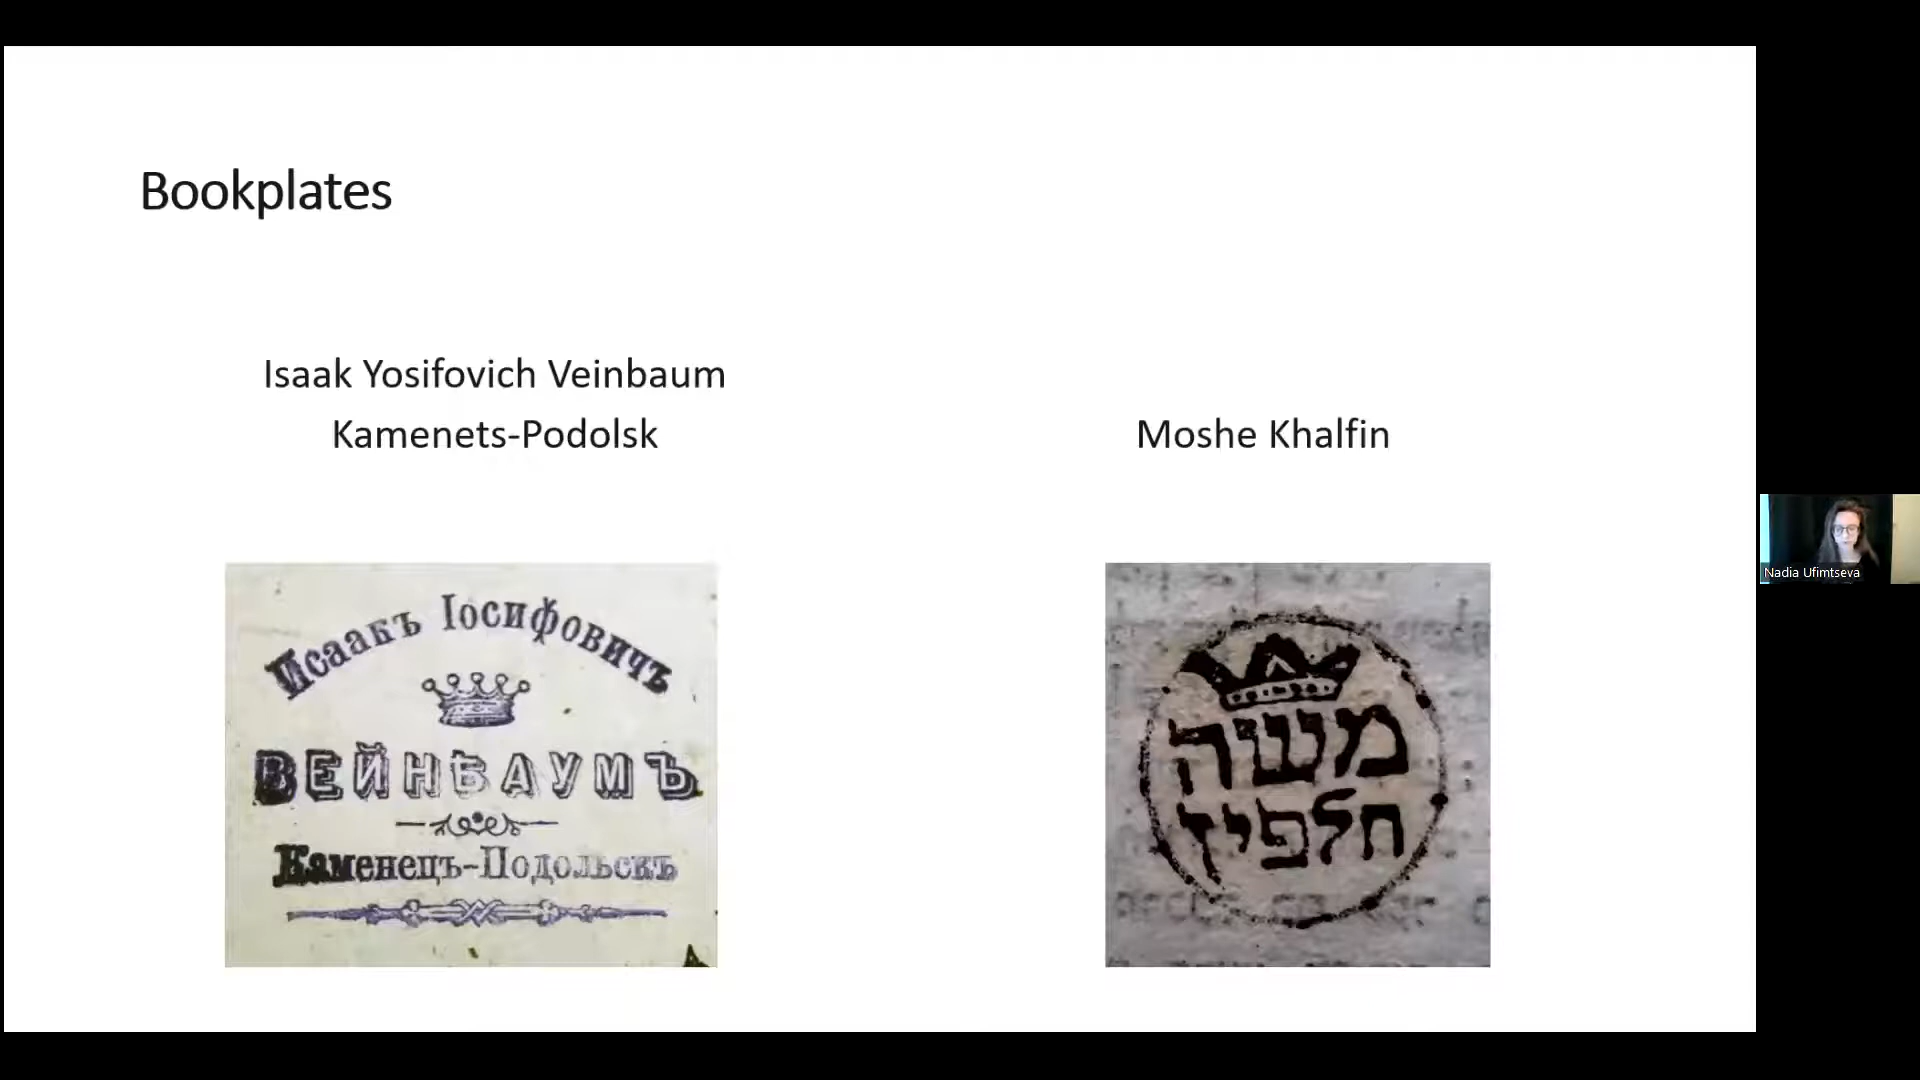 Bookplates
Isaak Yosifovich Veinbaum
Kamenets-Podolsk
Исаакъ Іосифовичъ
ВЕЙНБАУМЪ
Каменецъ-Подольскъ
Moshe Khalfin
משה
חלפין
Nadia Ufimtseva